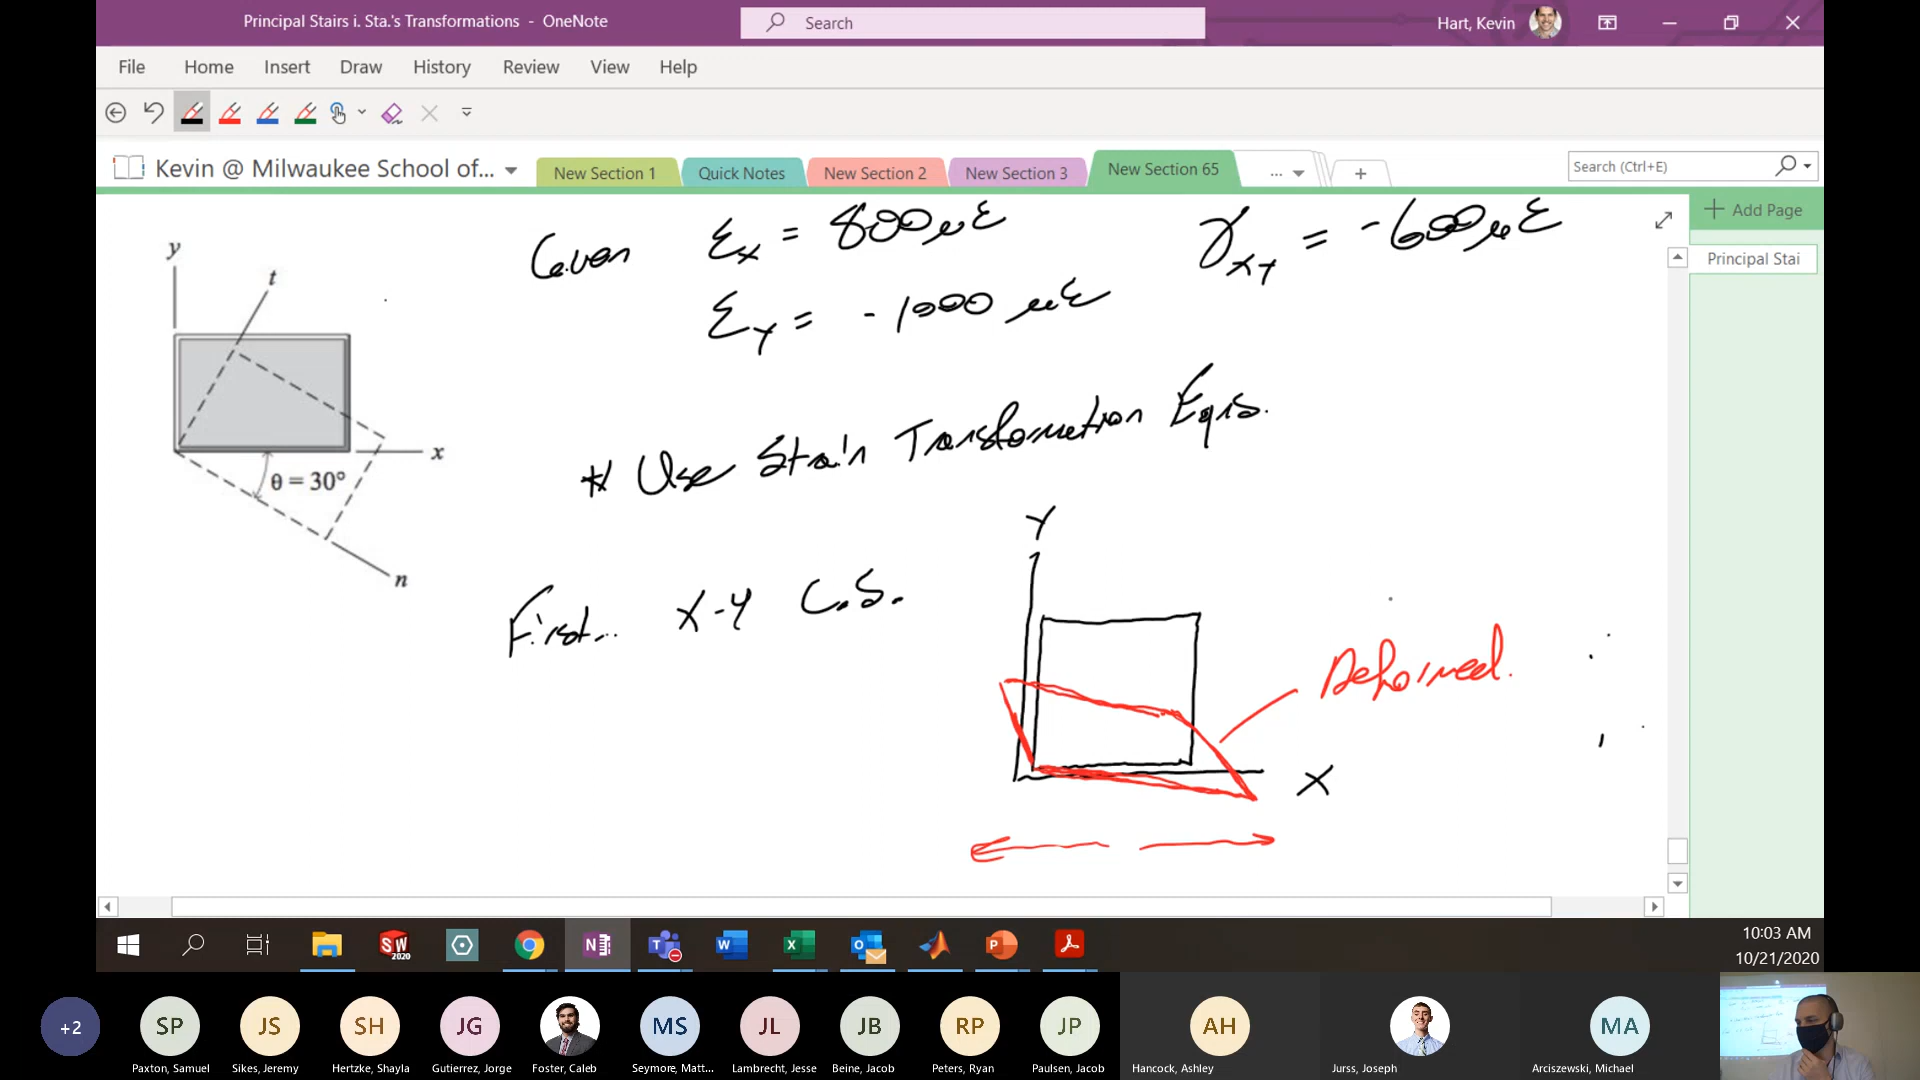 Principal Stairs i. Sta.'s Transformations - OneNote
Search
Hart, Kevin
File Home Insert Draw History Review View Help
Kevin @ Milwaukee School of...
New Section 1
Quick Notes
New Section 2
New Section 3
New Section 65
...
Search (Ctrl+E)
Add Page
Principal Stai
Given εx = 800με γxy = -600με
εy = -1000 με
* Use Strain Transformation Eqns.
First... X-Y C.S.
y
t
x
θ = 30°
n
Y
X
Deformed.
SW
2020
10:03 AM
10/21/2020
+2
SP
JS
SH
JG
MS
JL
JB
RP
JP
AH
MA
Paxton, Samuel
Sikes, Jeremy
Hertzke, Shayla
Gutierrez, Jorge
Foster, Caleb
Seymore, Matt...
Lambrecht, Jesse
Beine, Jacob
Peters, Ryan
Paulsen, Jacob
Hancock, Ashley
Jurss, Joseph
Arciszewski, Michael